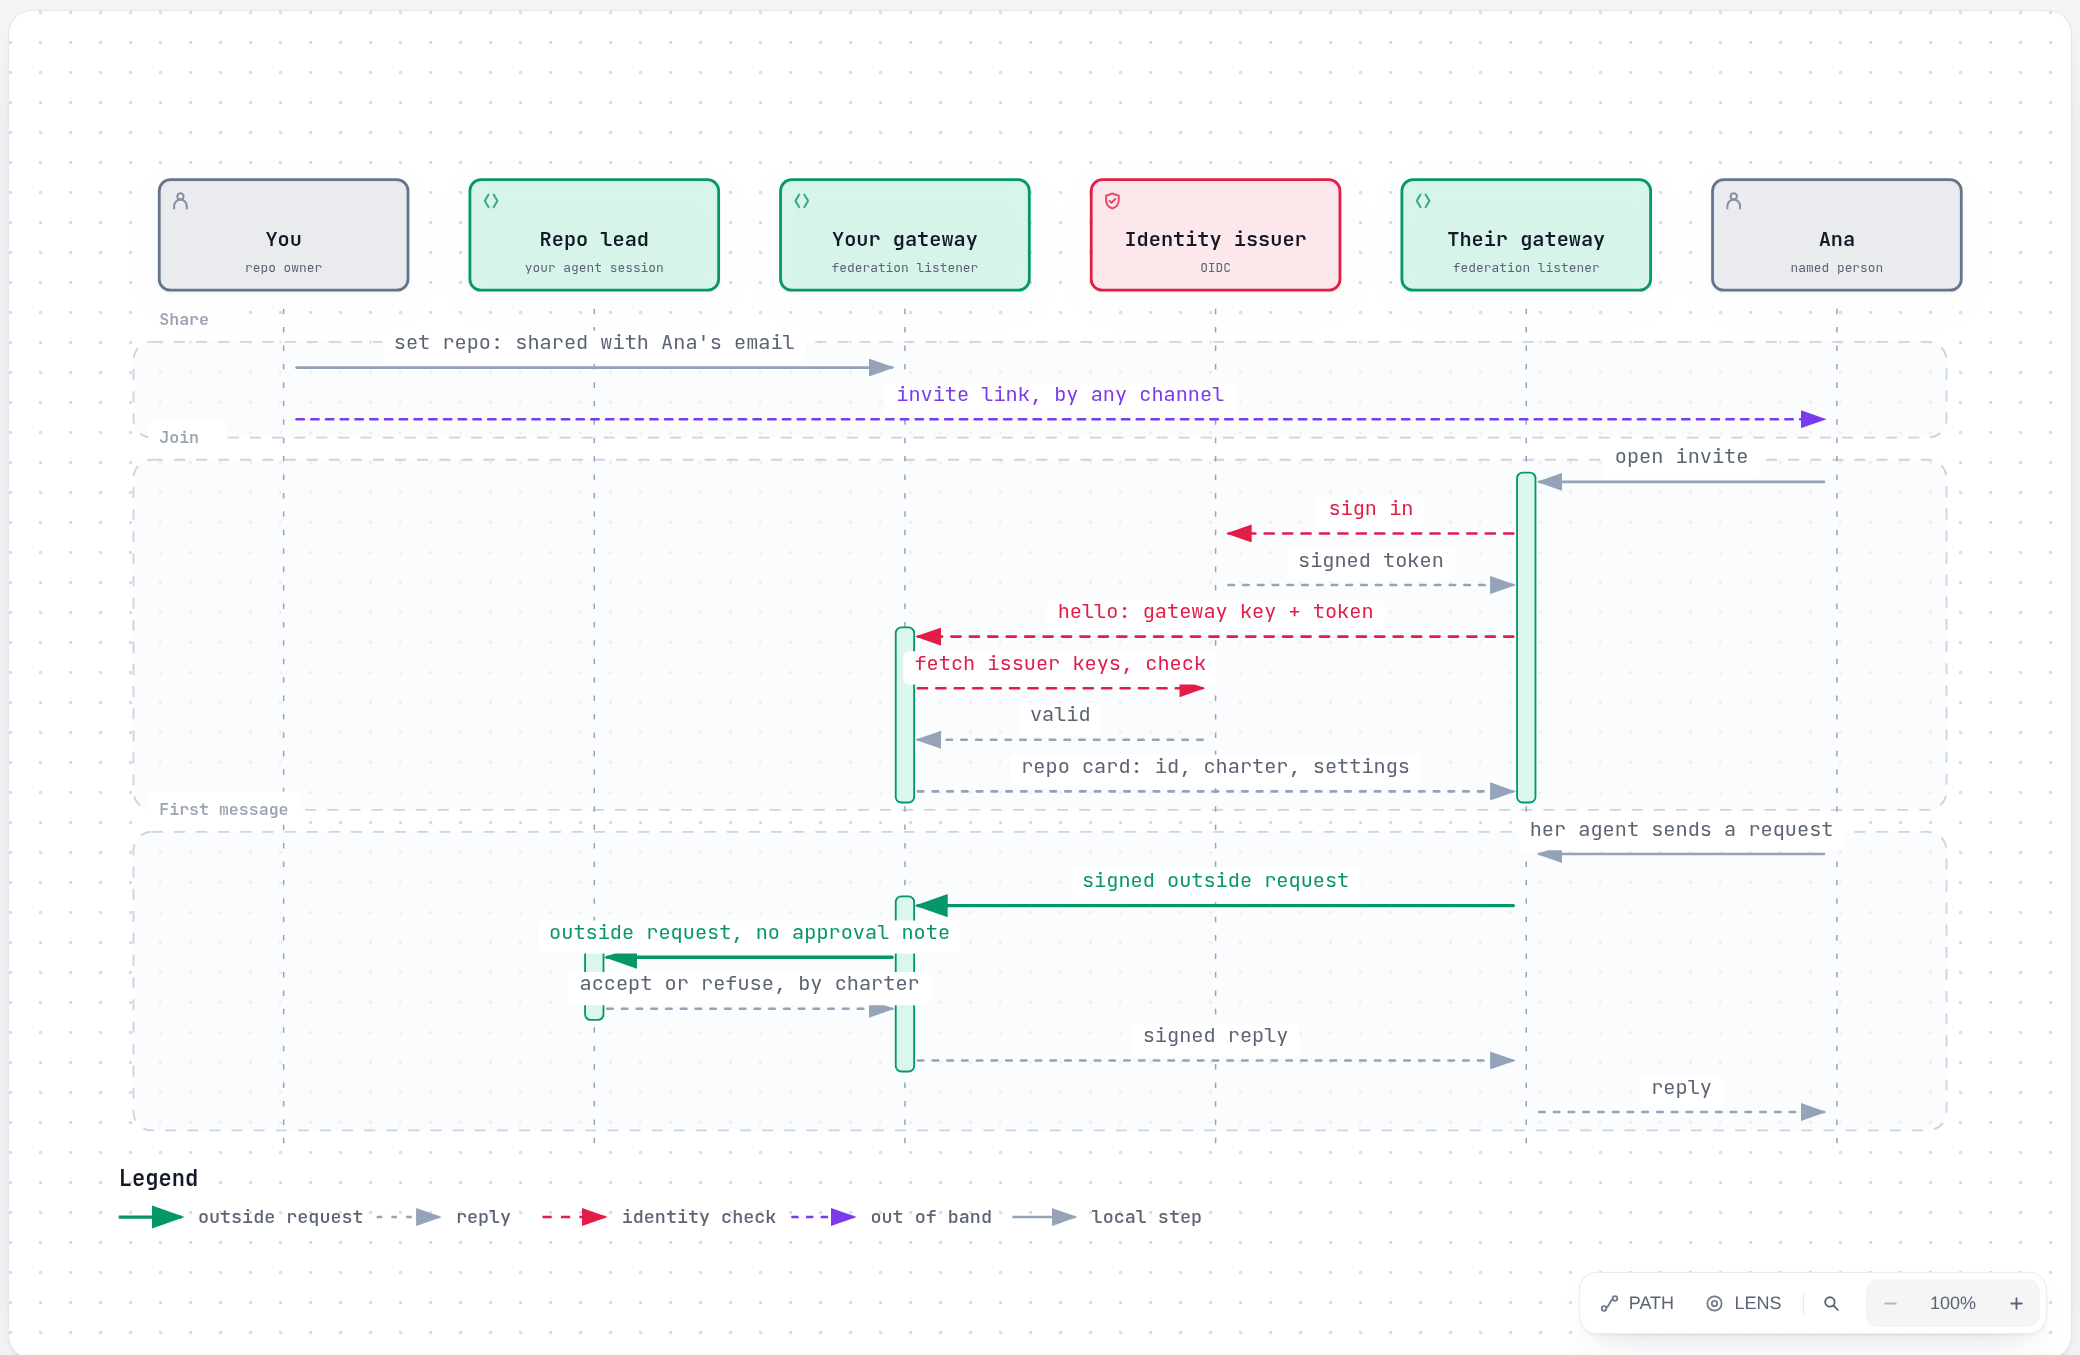 You
repo owner
Repo lead
your agent session
Your gateway
federation listener
Identity issuer
OIDC
Their gateway
federation listener
Ana
named person
Share
set repo: shared with Ana's email
invite link, by any channel
Join
open invite
sign in
signed token
hello: gateway key + token
fetch issuer keys, check
valid
repo card: id, charter, settings
First message
her agent sends a request
signed outside request
outside request, no approval note
accept or refuse, by charter
signed reply
reply
Legend
outside request
reply
identity check
out of band
local step
PATH
LENS
100%